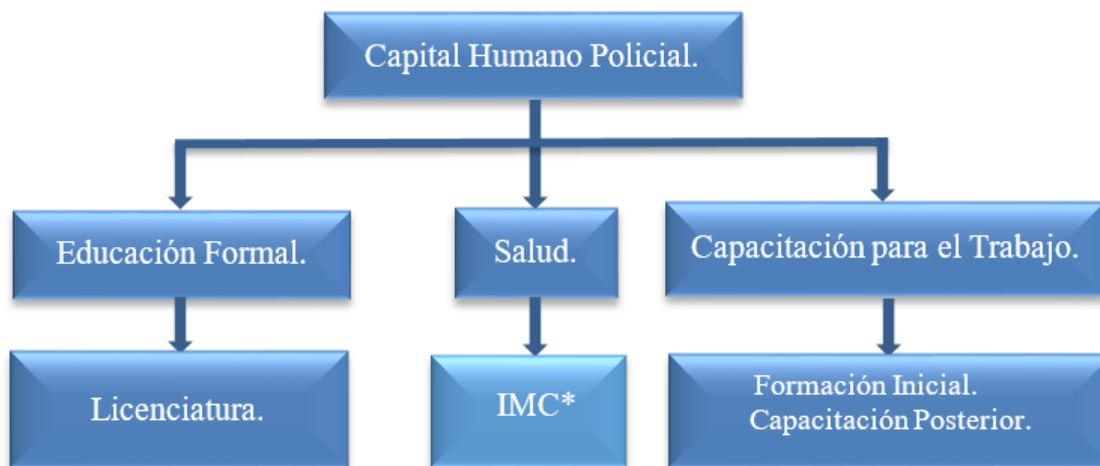 Capital Humano Policial.
Educación Formal.
Salud.
Capacitación para el Trabajo.
Licenciatura.
IMC*
Formación Inicial.
Capacitación Posterior.